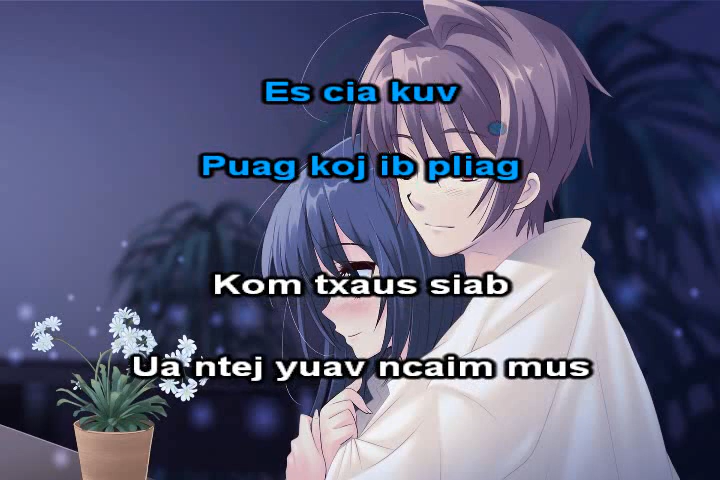 Es cia kuv
Puag koj ib pliag
Kom txaus siab
Ua ntej yuav ncaim mus